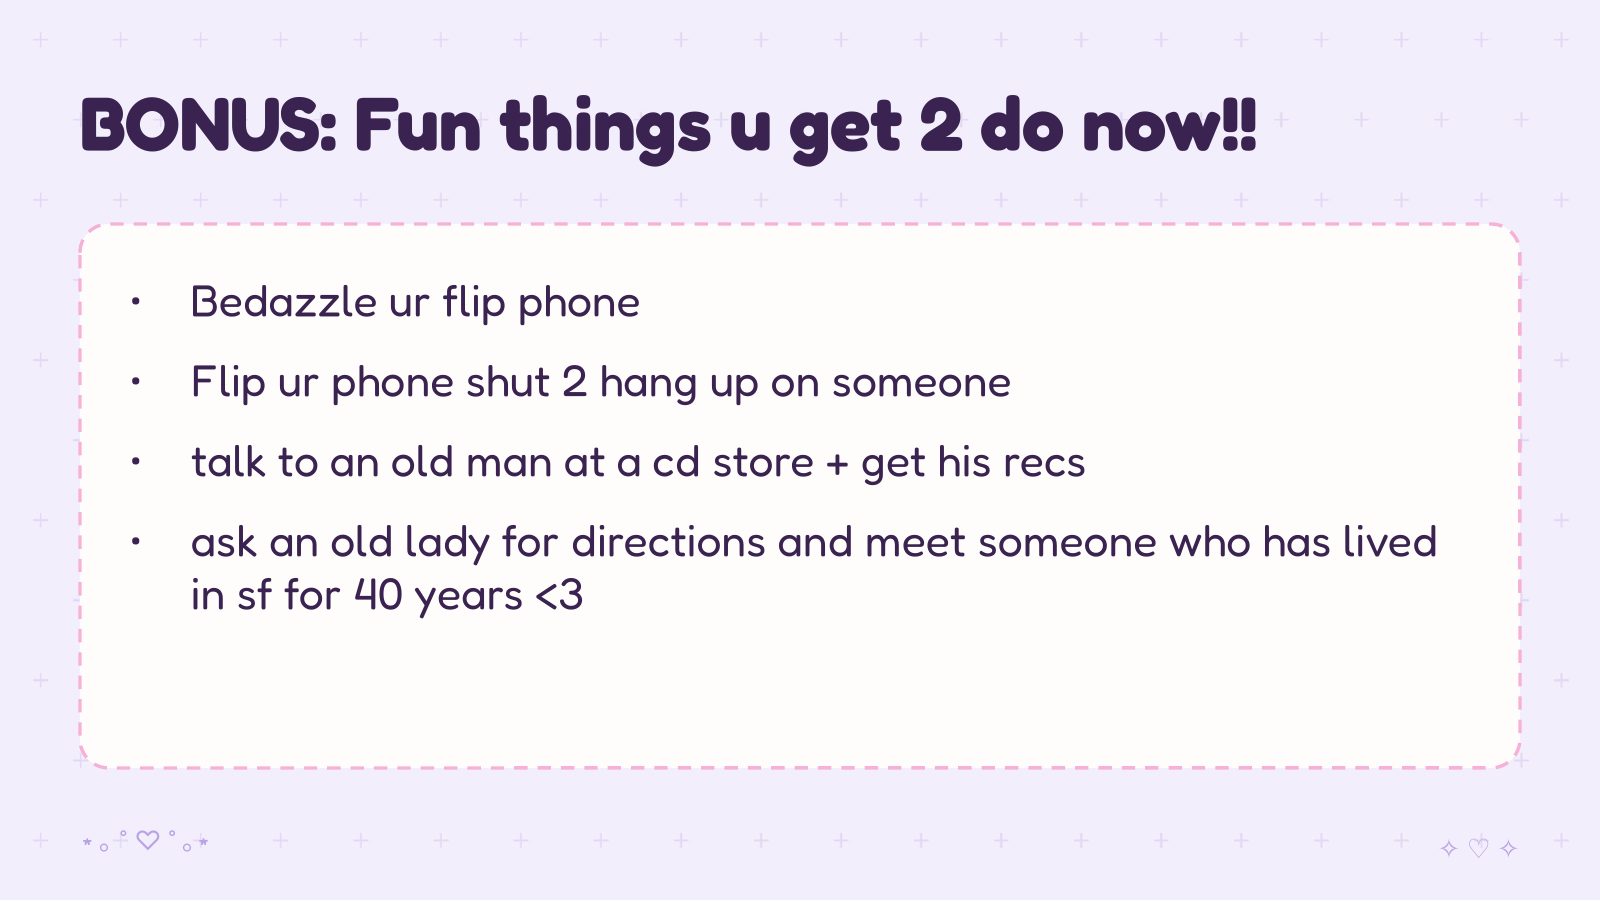 BONUS: Fun things u get 2 do now!!
• Bedazzle ur flip phone
• Flip ur phone shut 2 hang up on someone
• talk to an old man at a cd store + get his recs
• ask an old lady for directions and meet someone who has lived
in sf for 40 years <3